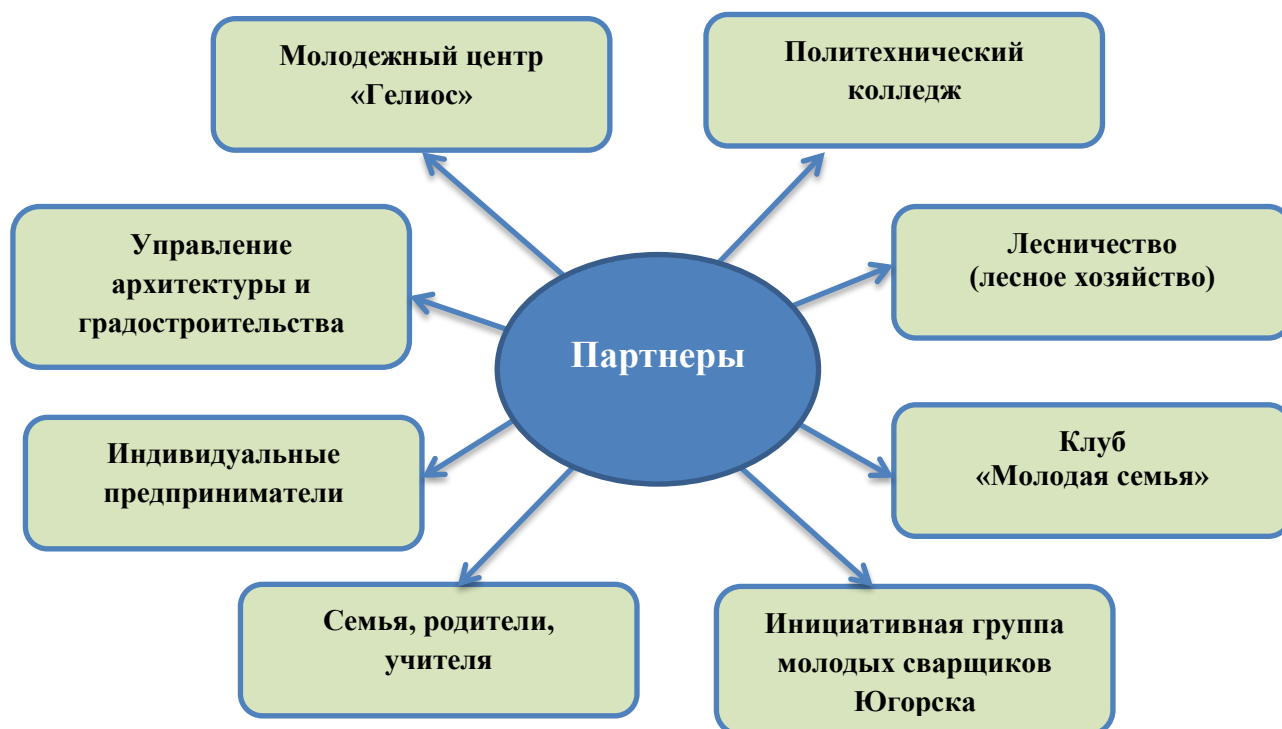 Молодежный центр
«Гелиос»
Политехнический
колледж
Управление
архитектуры и
градостроительства
Лесничество
(лесное хозяйство)
Партнеры
Индивидуальные
предприниматели
Клуб
«Молодая семья»
Семья, родители,
учителя
Инициативная группа
молодых сварщиков
Югорска